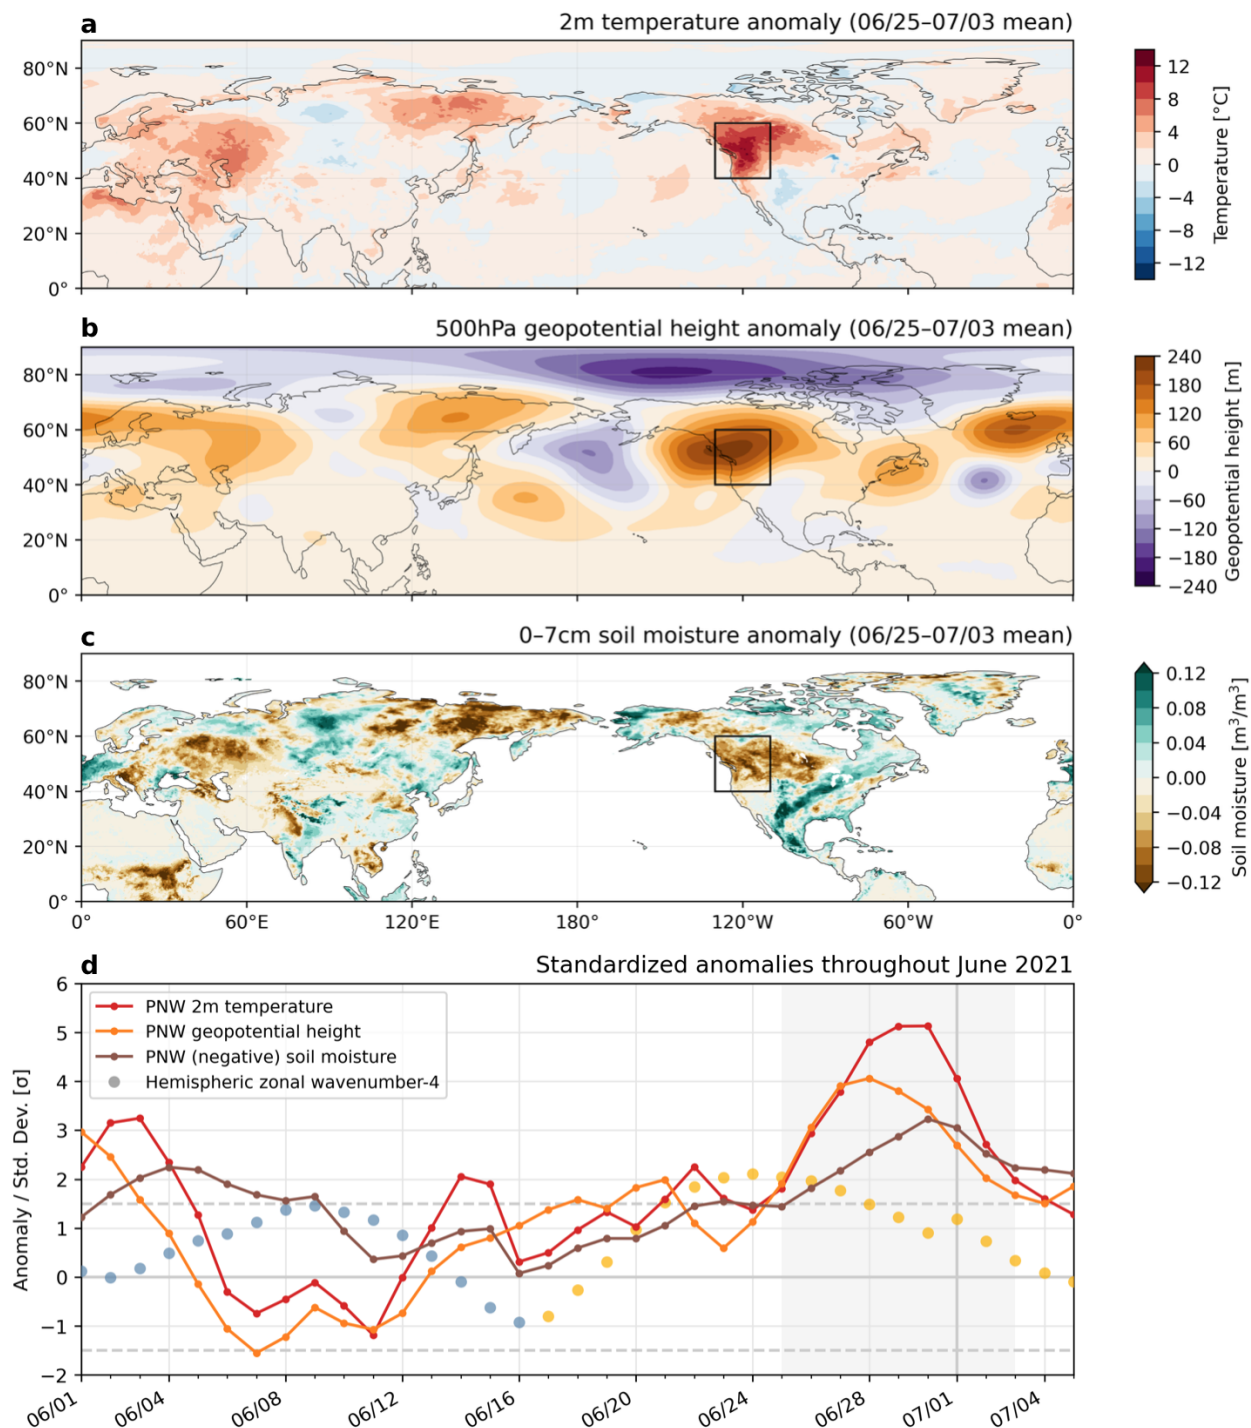 a
2m temperature anomaly (06/25–07/03 mean)
80°N
60°N
40°N
20°N
0°
12
8
4
0
−4
−8
−12
Temperature [°C]
b
500hPa geopotential height anomaly (06/25–07/03 mean)
80°N
60°N
40°N
20°N
0°
240
180
120
60
0
−60
−120
−180
−240
Geopotential height [m]
c
0–7cm soil moisture anomaly (06/25–07/03 mean)
80°N
60°N
40°N
20°N
0°
0° 60°E 120°E 180° 120°W 60°W 0°
0.12
0.08
0.04
0.00
−0.04
−0.08
−0.12
Soil moisture [m³/m³]
d
Standardized anomalies throughout June 2021
6
5
4
3
2
1
0
−1
−2
Anomaly / Std. Dev. [σ]
PNW 2m temperature
PNW geopotential height
PNW (negative) soil moisture
Hemispheric zonal wavenumber-4
06/01 06/04 06/08 06/12 06/16 06/20 06/24 06/28 07/01 07/04